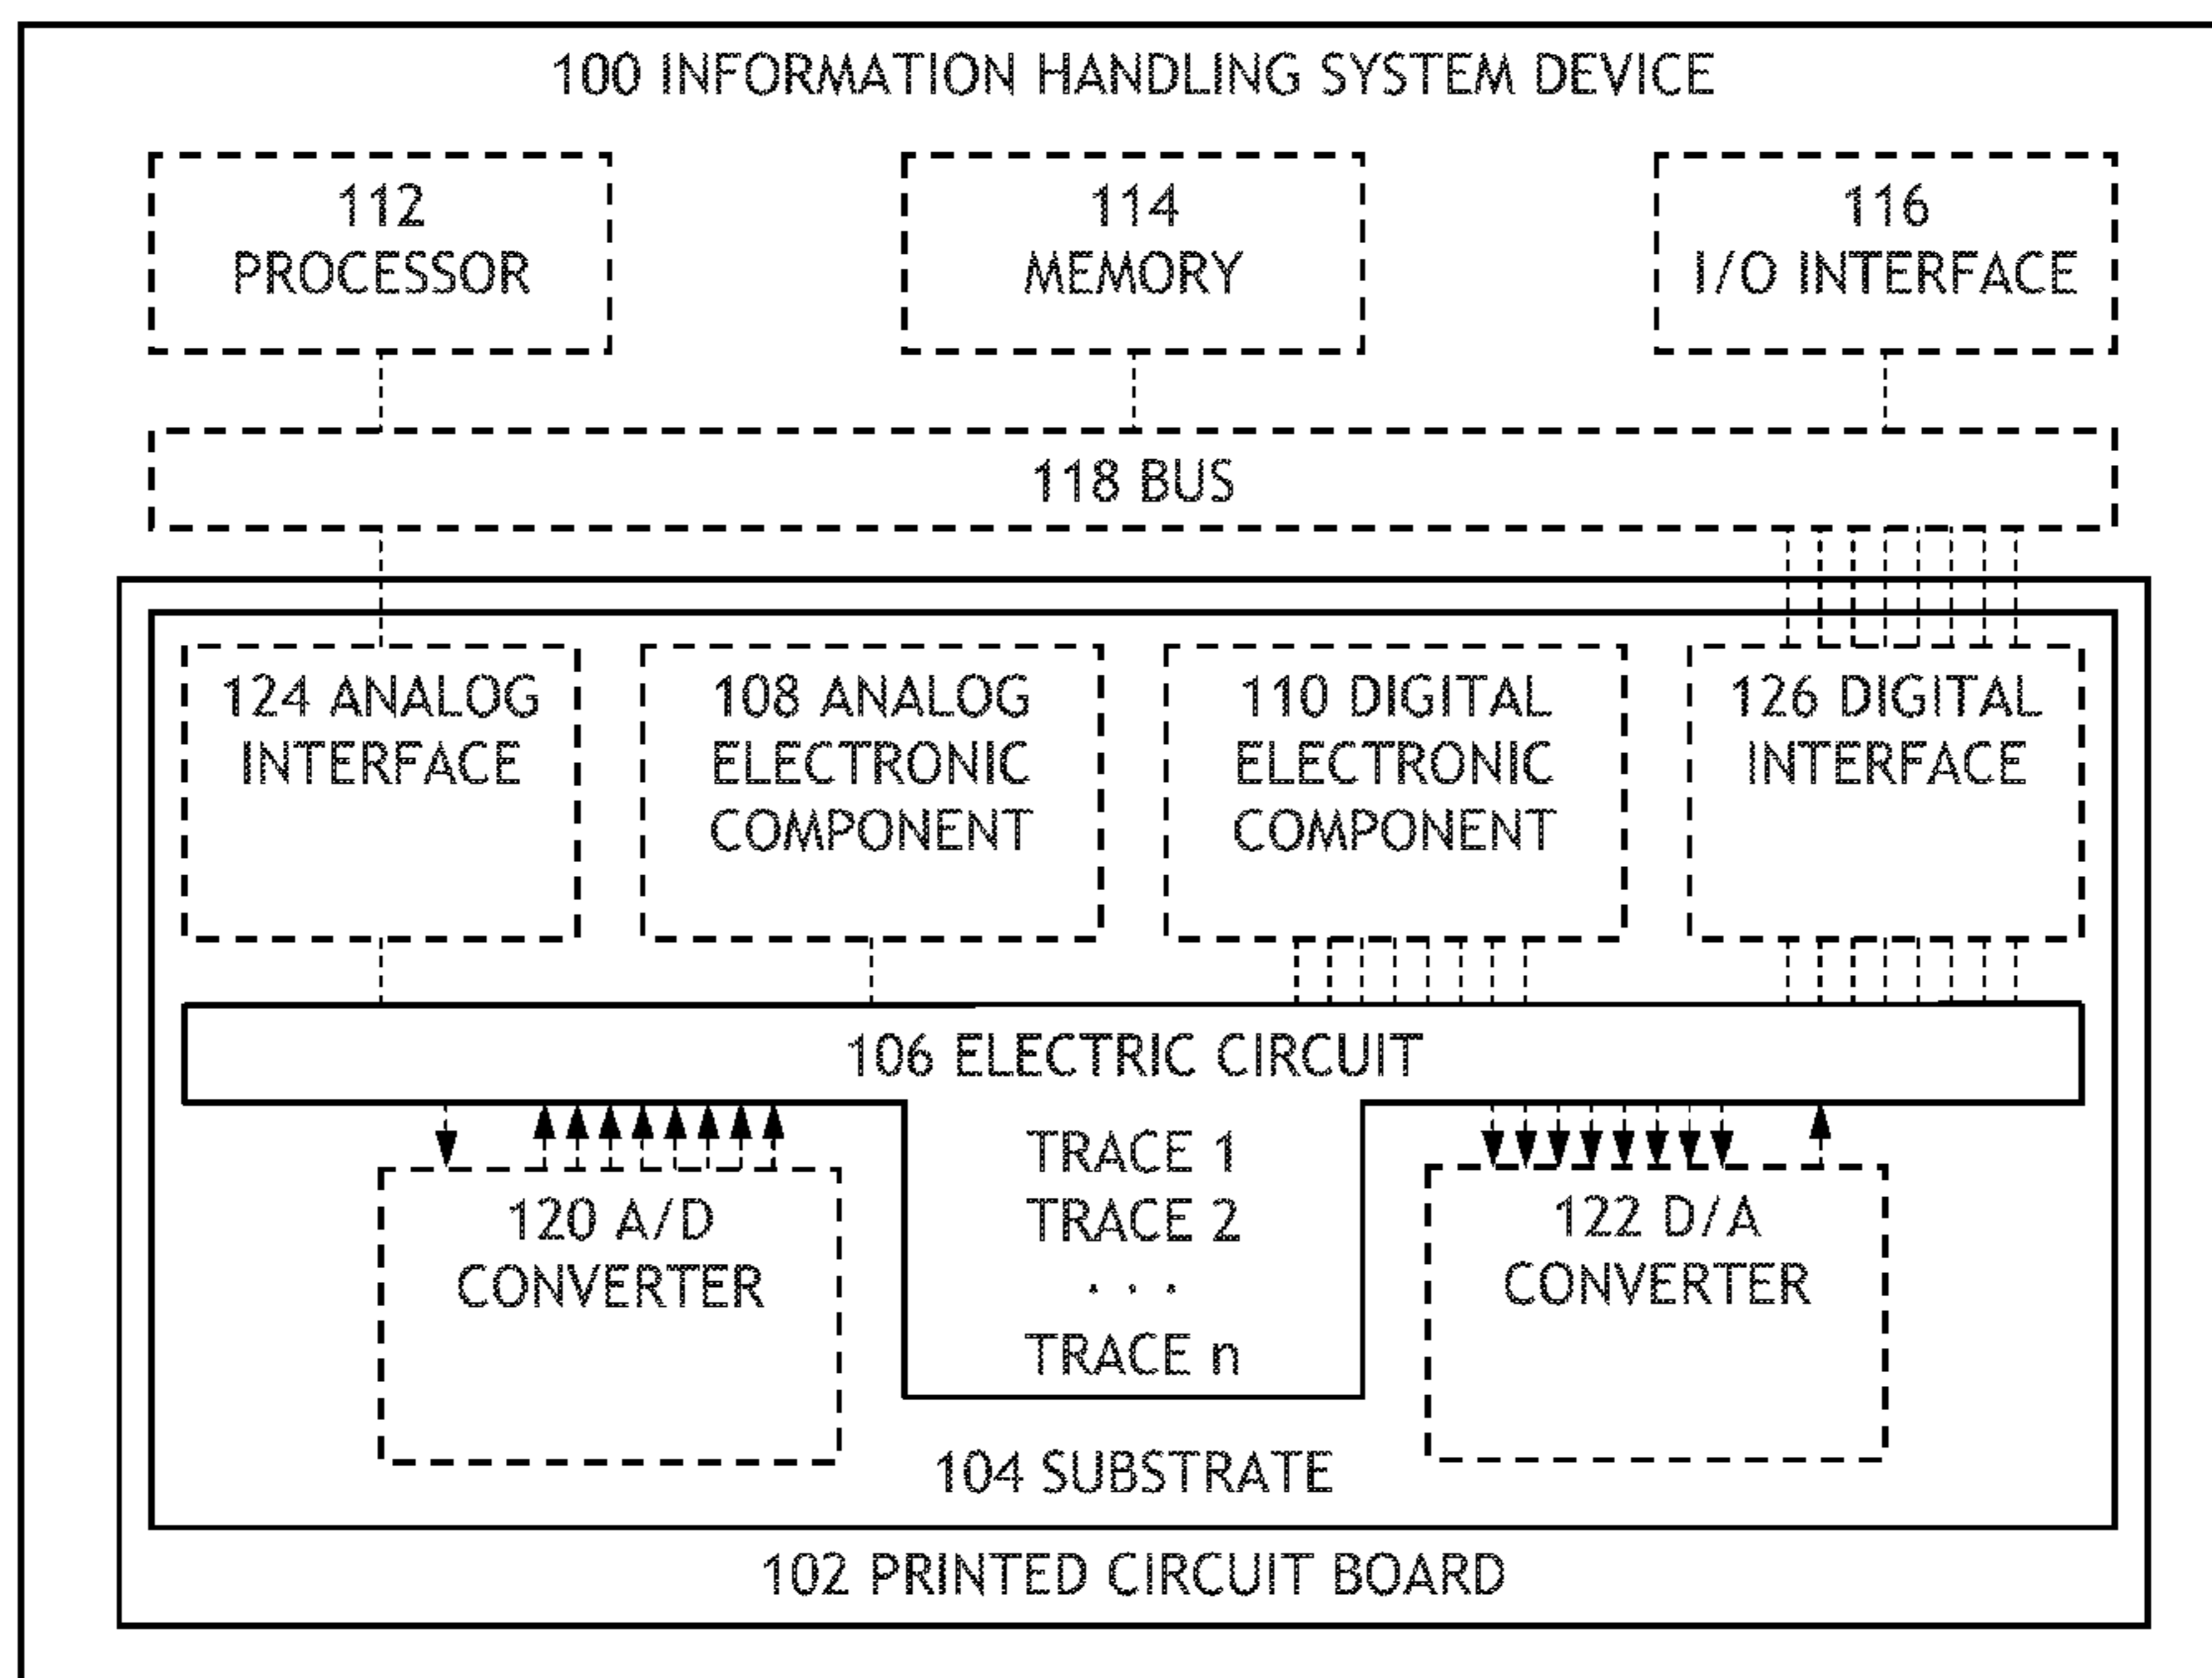 100 INFORMATION HANDLING SYSTEM DEVICE
112
PROCESSOR
114
MEMORY
116
I/O INTERFACE
118 BUS
124 ANALOG
INTERFACE
108 ANALOG
ELECTRONIC
COMPONENT
110 DIGITAL
ELECTRONIC
COMPONENT
126 DIGITAL
INTERFACE
106 ELECTRIC CIRCUIT
TRACE 1
TRACE 2
. . .
TRACE n
120 A/D
CONVERTER
122 D/A
CONVERTER
104 SUBSTRATE
102 PRINTED CIRCUIT BOARD